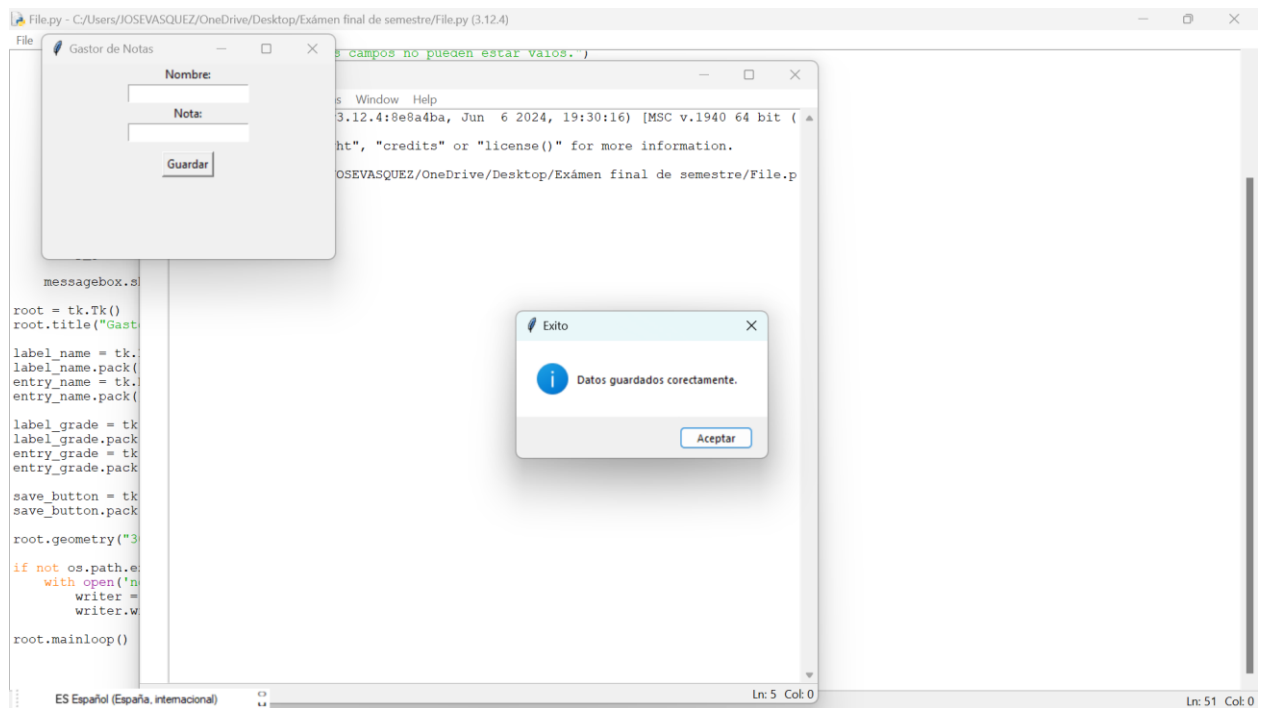 File.py - C:/Users/JOSEVASQUEZ/OneDrive/Desktop/Exámen final de semestre/File.py (3.12.4)
File
Gastor de Notas
Nombre:
Nota:
Guardar
campos no pueden estar vaíos.")
Window Help
3.12.4:8e8a4ba, Jun 6 2024, 19:30:16) [MSC v.1940 64 bit (
ht", "credits" or "license()" for more information.
OSEVASQUEZ/OneDrive/Desktop/Exámen final de semestre/File.p
messagebox.s
root = tk.Tk()
root.title("Gast
label_name = tk.
label_name.pack(
entry_name = tk.
entry_name.pack(
label_grade = tk
label_grade.pack
entry_grade = tk
entry_grade.pack
save_button = tk
save_button.pack
root.geometry("3
if not os.path.e
with open('n
writer =
writer.w
root.mainloop()
Exito
Datos guardados corectamente.
Aceptar
Ln: 5 Col: 0
ES Español (España, internacional)
Ln: 51 Col: 0